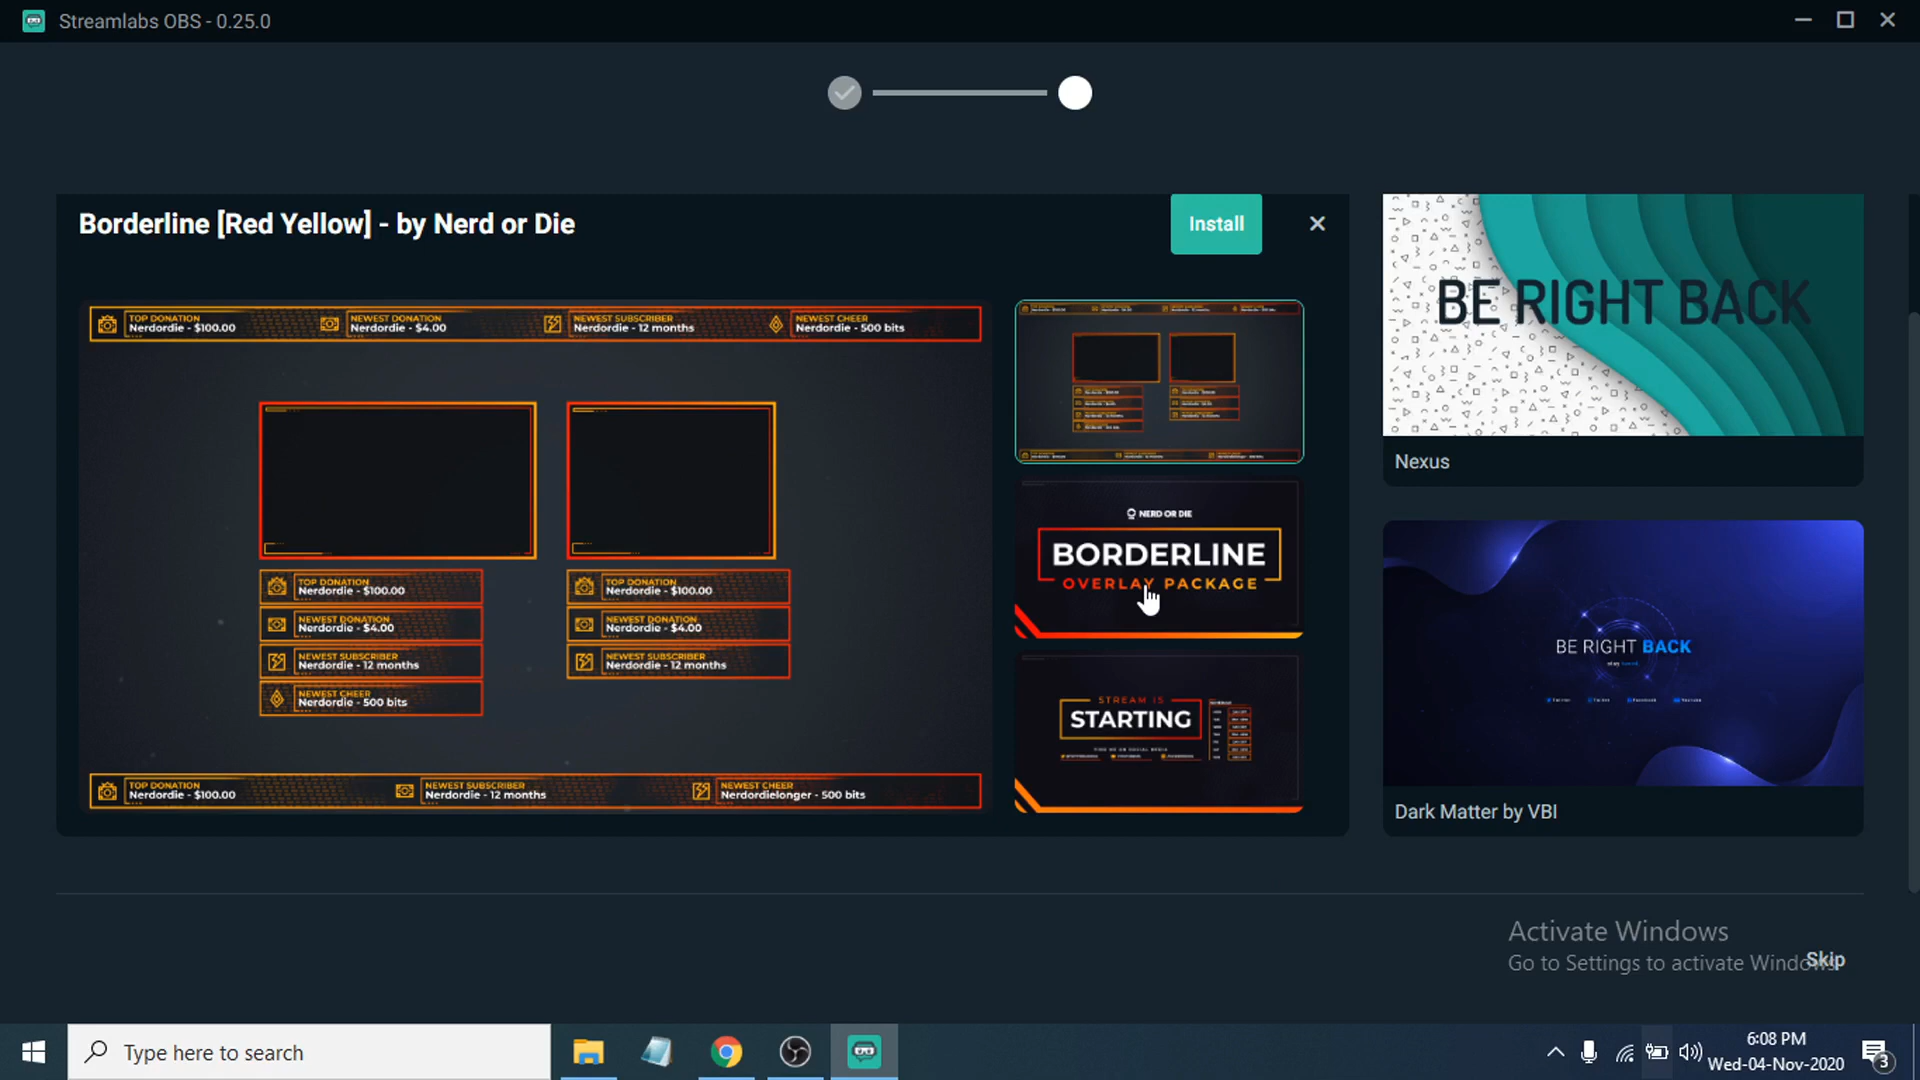 Streamlabs OBS - 0.25.0
Borderline [Red Yellow] - by Nerd or Die
Install
TOP DONATION
Nerdordie - $100.00
NEWEST DONATION
Nerdordie - $4.00
NEWEST SUBSCRIBER
Nerdordie - 12 months
NEWEST CHEER
Nerdordie - 500 bits
TOP DONATION
Nerdordie - $100.00
NEWEST DONATION
Nerdordie - $4.00
NEWEST SUBSCRIBER
Nerdordie - 12 months
NEWEST CHEER
Nerdordie - 500 bits
TOP DONATION
Nerdordie - $100.00
NEWEST DONATION
Nerdordie - $4.00
NEWEST SUBSCRIBER
Nerdordie - 12 months
TOP DONATION
Nerdordie - $100.00
NEWEST SUBSCRIBER
Nerdordie - 12 months
NEWEST CHEER
Nerdordielonger - 500 bits
NERD OR DIE
BORDERLINE
OVERLAY PACKAGE
STREAM IS
STARTING
FIND ME ON SOCIAL MEDIA
BE RIGHT BACK
Nexus
BE RIGHT BACK
Dark Matter by VBI
Activate Windows
Go to Settings to activate Windows.
Skip
Type here to search
6:08 PM
Wed-04-Nov-2020
3